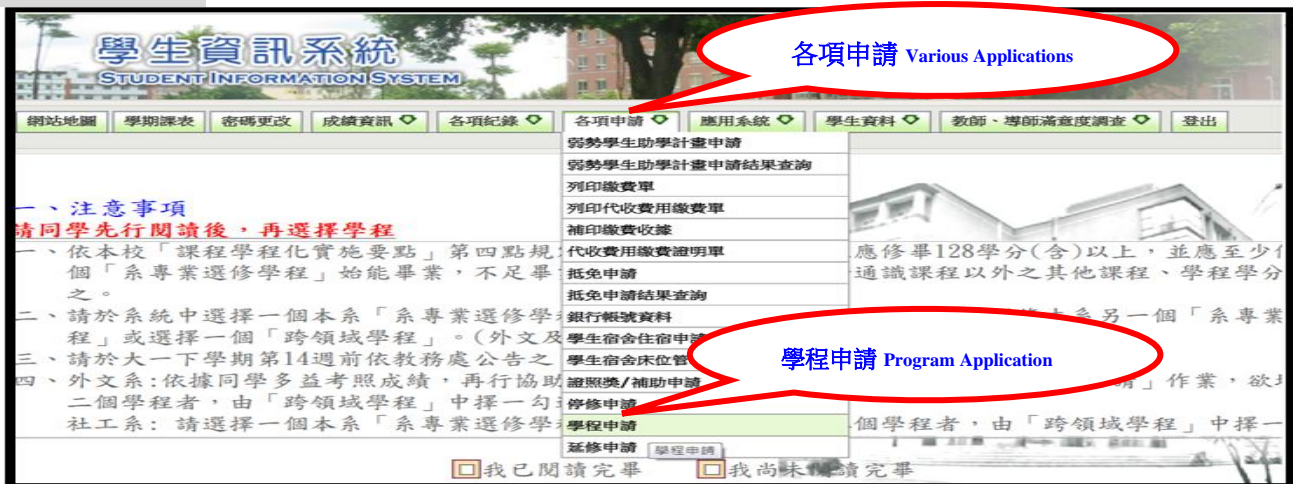 學生資訊系統
STUDENT INFORMATION SYSTEM
各項申請 Various Applications
網站地圖 學期課表 密碼更改 成績資訊 各項紀錄 各項申請 應用系統 學生資料 教師、導師滿意度調查 登出
弱勢學生助學計畫申請
弱勢學生助學計畫申請結果查詢
列印繳費單
列印代收費用繳費單
補印繳費收據
代收費用繳費證明單
抵免申請
抵免申請結果查詢
銀行帳號資料
學生宿舍住宿申
學生宿舍床位管
證照獎/補助申請
停修申請
學程申請
延修申請
學程申請
學程申請 Program Application
一、注意事項
請同學先行閱讀後，再選擇學程
一、依本校「課程學程化實施要點」第四點規 應修畢128學分(含)以上，並應至少
個「系專業選修學程」始能畢業，不足畢 通識課程以外之其他課程、學程學分
之。
二、請於系統中選擇一個本系「系專業選修學 另一個「系專業
程」或選擇一個「跨領域學程」。(外文及
三、請於大一下學期第14週前依教務處公告之
四、外文系:依據同學多益考照成績，再行協助 」作業，欲
二個學程者，由「跨領域學程」中擇一勾
社工系: 請選擇一個本系「系專業選修學 個學程者，由「跨領域學程」中擇一
我已閱讀完畢 我尚未閱讀完畢